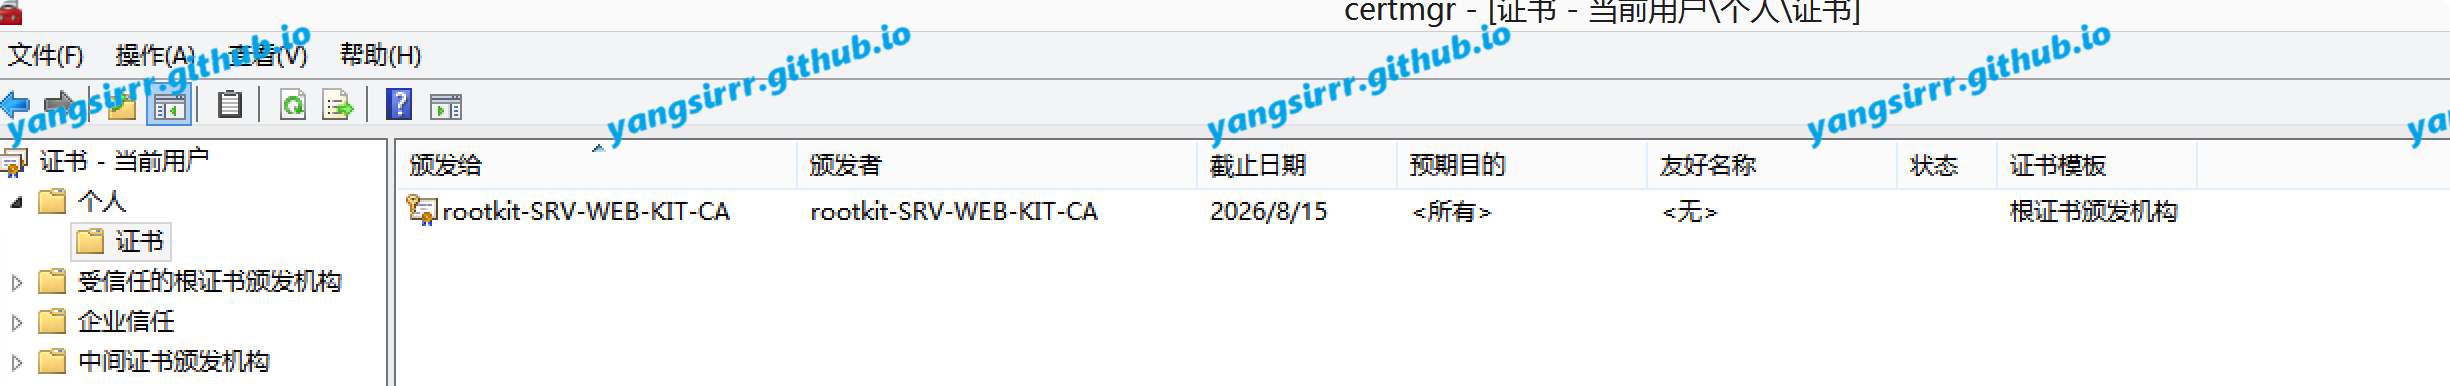 certmgr - [证书 - 当前用户\个人\证书]
文件(F) 操作(A) 查看(V) 帮助(H)
yangsirrr.github.io yangsirrr.github.io yangsirrr.github.io yangsirrr.github.io
证书 - 当前用户
个人
证书
受信任的根证书颁发机构
企业信任
中间证书颁发机构
颁发给 颁发者 截止日期 预期目的 友好名称 状态 证书模板
rootkit-SRV-WEB-KIT-CA rootkit-SRV-WEB-KIT-CA 2026/8/15 <所有> <无> 根证书颁发机构